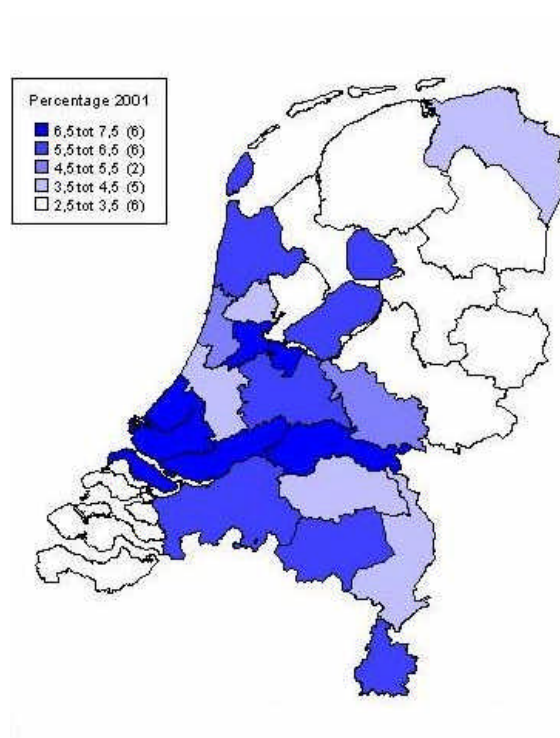 Percentage 2001
6,5 tot 7,5 (6)
5,5 tot 6,5 (6)
4,5 tot 5,5 (2)
3,5 tot 4,5 (5)
2,5 tot 3,5 (6)